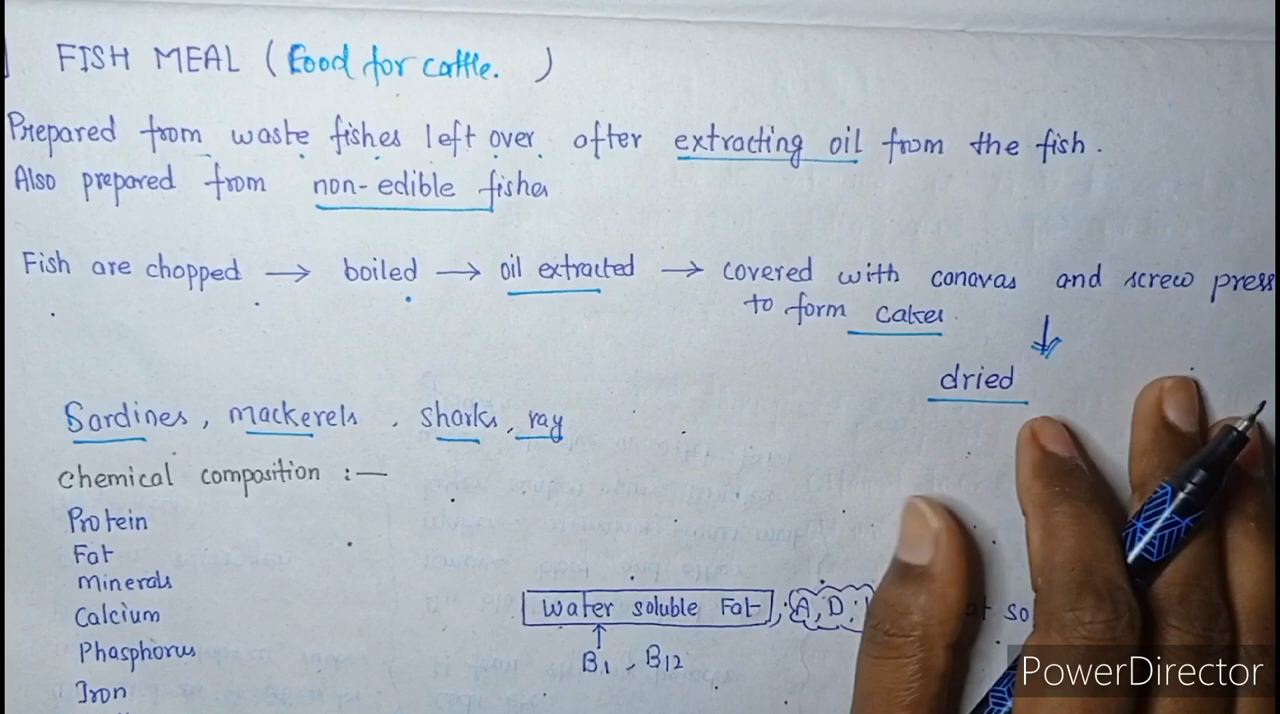 FISH MEAL (Food for cattle.)
Prepared from waste fishes left over after extracting oil from the fish.
Also prepared from non-edible fishes
Fish are chopped → boiled → oil extracted → covered with conavas and screw press
to form cakes.
↓
dried
Sardines, mackerels, sharks, ray
chemical composition :—
Protein
Fat
Minerals
Calcium
Phasphorus
Iron
Water soluble Fat, A, D,
B1 - B12
PowerDirector